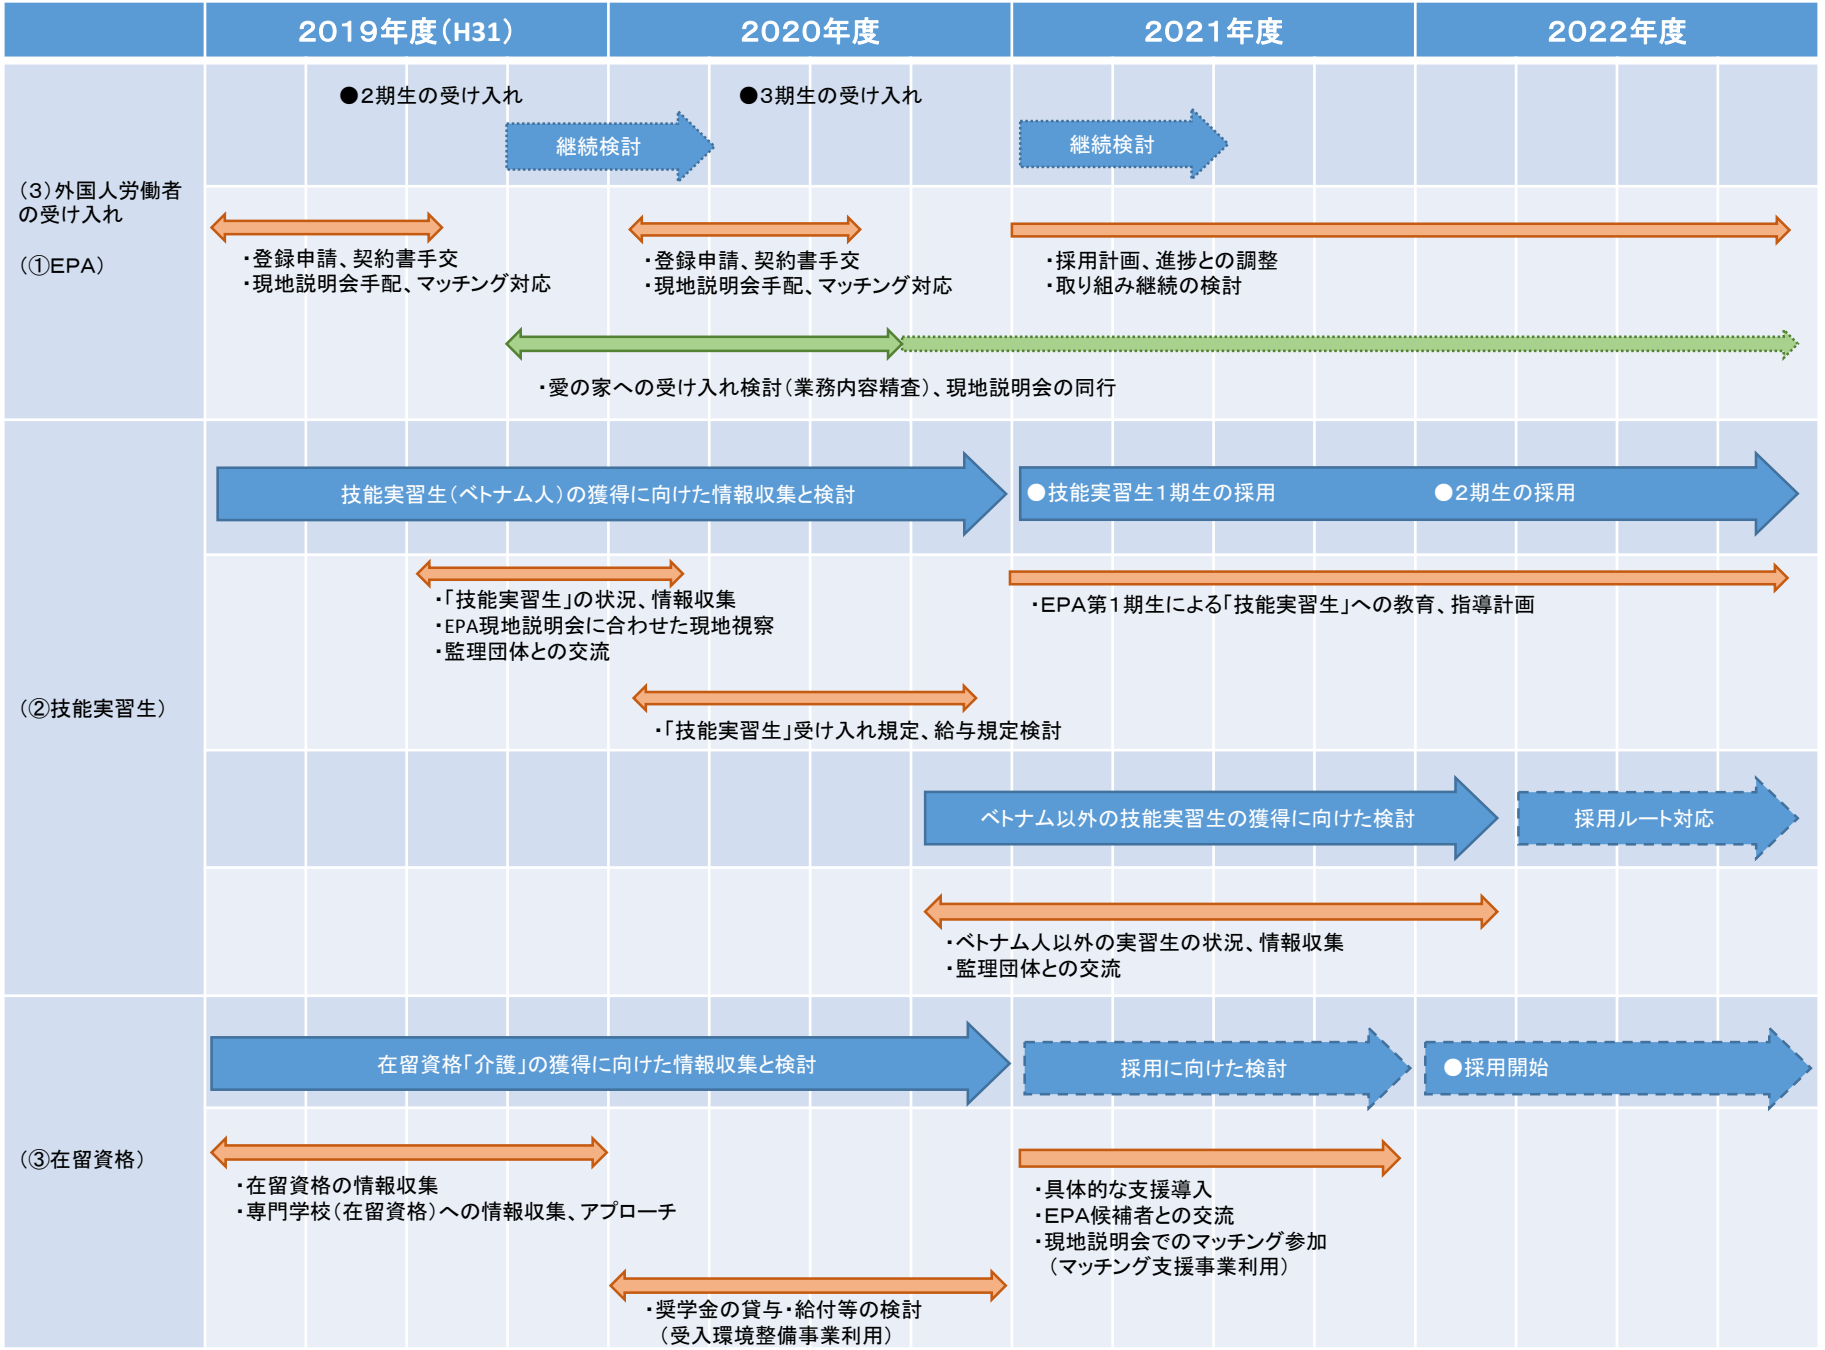 2019年度(H31)
2020年度
2021年度
2022年度
(3)外国人労働者
の受け入れ
(①EPA)
●2期生の受け入れ
●3期生の受け入れ
継続検討
継続検討
・登録申請、契約書手交
・現地説明会手配、マッチング対応
・登録申請、契約書手交
・現地説明会手配、マッチング対応
・採用計画、進捗との調整
・取り組み継続の検討
・愛の家への受け入れ検討(業務内容精査)、現地説明会の同行
(②技能実習生)
技能実習生(ベトナム人)の獲得に向けた情報収集と検討
●技能実習生1期生の採用
●2期生の採用
・「技能実習生」の状況、情報収集
・EPA現地説明会に合わせた現地視察
・監理団体との交流
・EPA第1期生による「技能実習生」への教育、指導計画
・「技能実習生」受け入れ規定、給与規定検討
ベトナム以外の技能実習生の獲得に向けた検討
採用ルート対応
・ベトナム人以外の実習生の状況、情報収集
・監理団体との交流
(③在留資格)
在留資格「介護」の獲得に向けた情報収集と検討
採用に向けた検討
●採用開始
・在留資格の情報収集
・専門学校(在留資格)への情報収集、アプローチ
・具体的な支援導入
・EPA候補者との交流
・現地説明会でのマッチング参加
(マッチング支援事業利用)
・奨学金の貸与・給付等の検討
(受入環境整備事業利用)